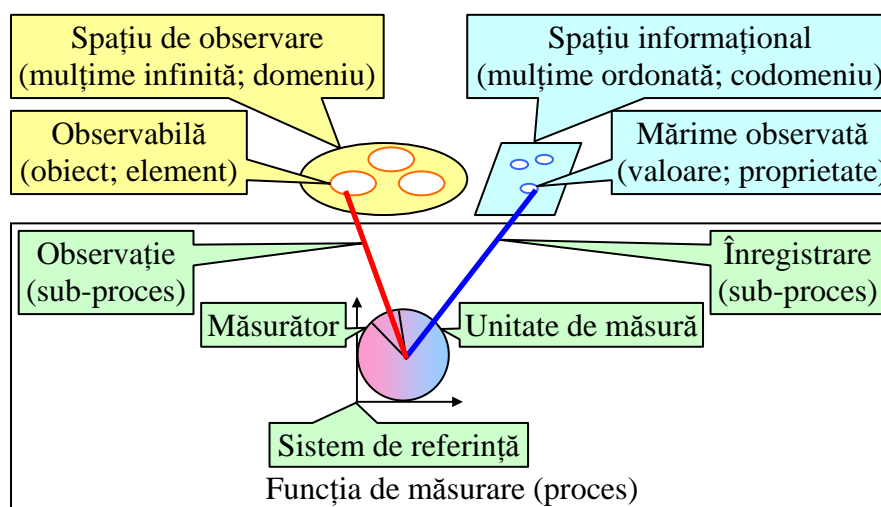 Spațiu de observare
(mulțime infinită; domeniu)
Spațiu informațional
(mulțime ordonată; codomeniu)
Observabilă
(obiect; element)
Mărime observată
(valoare; proprietate)
Observație
(sub-proces)
Înregistrare
(sub-proces)
Măsurător
Unitate de măsură
Sistem de referință
Funcția de măsurare (proces)